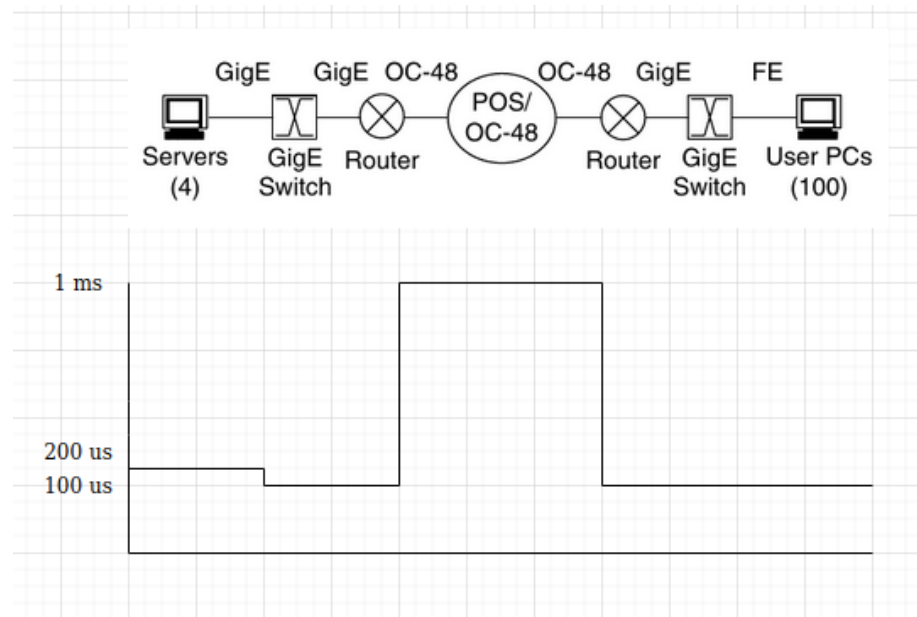 GigE GigE OC-48 OC-48 GigE FE
POS/
OC-48
Servers
(4)
GigE
Switch
Router
Router
GigE
Switch
User PCs
(100)
1 ms
200 us
100 us